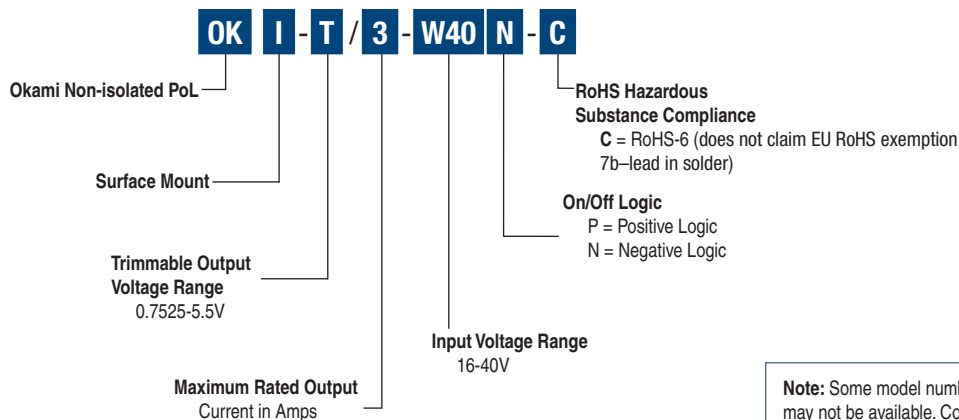 OK I - T / 3 - W40 N - C
Okami Non-isolated PoL
RoHS Hazardous
Substance Compliance
C = RoHS-6 (does not claim EU RoHS exemption
7b–lead in solder)
Surface Mount
On/Off Logic
P = Positive Logic
N = Negative Logic
Trimmable Output
Voltage Range
0.7525-5.5V
Input Voltage Range
16-40V
Maximum Rated Output
Current in Amps
Note: Some model
may not be available.